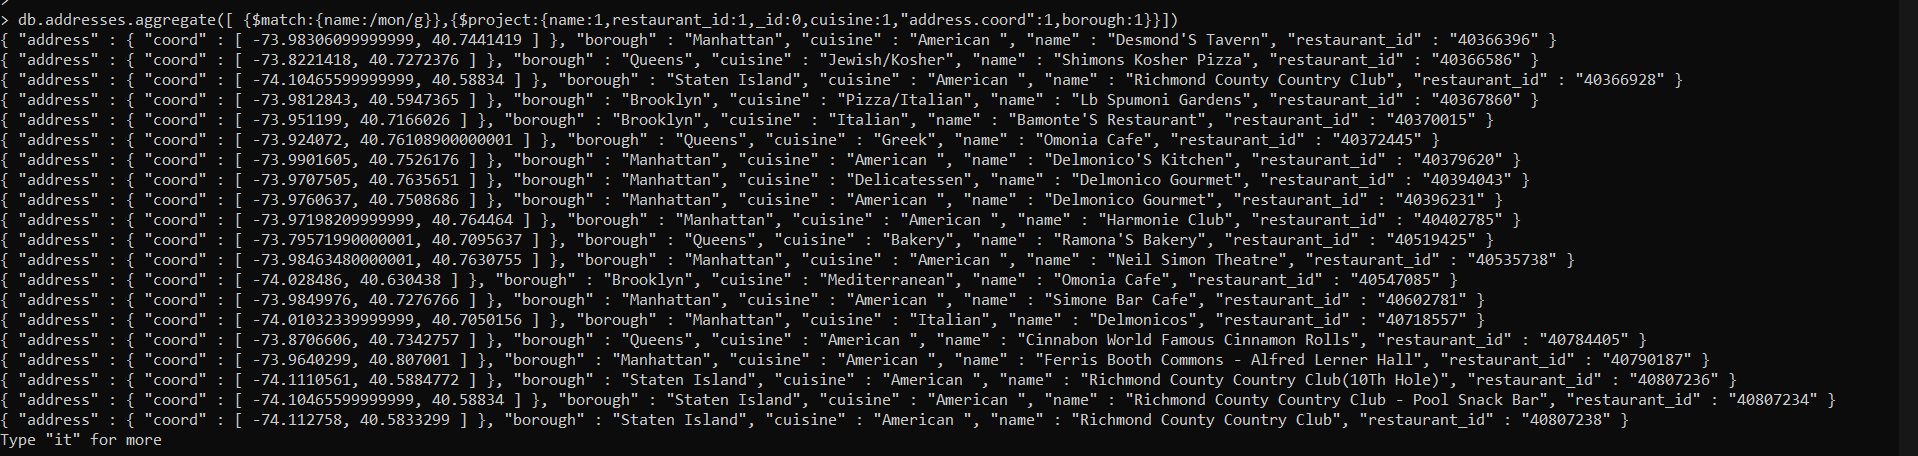 >
> db.addresses.aggregate([ {$match:{name:/mon/g}},{$project:{name:1,restaurant_id:1,_id:0,cuisine:1,"address.coord":1,borough:1}}])
{ "address" : { "coord" : [ -73.98306099999999, 40.7441419 ] }, "borough" : "Manhattan", "cuisine" : "American ", "name" : "Desmond'S Tavern", "restaurant_id" : "40366396" }
{ "address" : { "coord" : [ -73.8221418, 40.7272376 ] }, "borough" : "Queens", "cuisine" : "Jewish/Kosher", "name" : "Shimons Kosher Pizza", "restaurant_id" : "40366586" }
{ "address" : { "coord" : [ -74.10465599999999, 40.58834 ] }, "borough" : "Staten Island", "cuisine" : "American ", "name" : "Richmond County Country Club", "restaurant_id" : "40366928" }
{ "address" : { "coord" : [ -73.9812843, 40.5947365 ] }, "borough" : "Brooklyn", "cuisine" : "Pizza/Italian", "name" : "Lb Spumoni Gardens", "restaurant_id" : "40367860" }
{ "address" : { "coord" : [ -73.951199, 40.7166026 ] }, "borough" : "Brooklyn", "cuisine" : "Italian", "name" : "Bamonte'S Restaurant", "restaurant_id" : "40370015" }
{ "address" : { "coord" : [ -73.924072, 40.76108900000001 ] }, "borough" : "Queens", "cuisine" : "Greek", "name" : "Omonia Cafe", "restaurant_id" : "40372445" }
{ "address" : { "coord" : [ -73.9901605, 40.7526176 ] }, "borough" : "Manhattan", "cuisine" : "American ", "name" : "Delmonico'S Kitchen", "restaurant_id" : "40379620" }
{ "address" : { "coord" : [ -73.9707505, 40.7635651 ] }, "borough" : "Manhattan", "cuisine" : "Delicatessen", "name" : "Delmonico Gourmet", "restaurant_id" : "40394043" }
{ "address" : { "coord" : [ -73.9760637, 40.7508686 ] }, "borough" : "Manhattan", "cuisine" : "American ", "name" : "Delmonico Gourmet", "restaurant_id" : "40396231" }
{ "address" : { "coord" : [ -73.97198209999999, 40.764464 ] }, "borough" : "Manhattan", "cuisine" : "American ", "name" : "Harmonie Club", "restaurant_id" : "40402785" }
{ "address" : { "coord" : [ -73.79571990000001, 40.7095637 ] }, "borough" : "Queens", "cuisine" : "Bakery", "name" : "Ramona'S Bakery", "restaurant_id" : "40519425" }
{ "address" : { "coord" : [ -73.98463480000001, 40.7630755 ] }, "borough" : "Manhattan", "cuisine" : "American ", "name" : "Neil Simon Theatre", "restaurant_id" : "40535738" }
{ "address" : { "coord" : [ -74.028486, 40.630438 ] }, "borough" : "Brooklyn", "cuisine" : "Mediterranean", "name" : "Omonia Cafe", "restaurant_id" : "40547085" }
{ "address" : { "coord" : [ -73.9849976, 40.7276766 ] }, "borough" : "Manhattan", "cuisine" : "American ", "name" : "Simone Bar Cafe", "restaurant_id" : "40602781" }
{ "address" : { "coord" : [ -74.01032339999999, 40.7050156 ] }, "borough" : "Manhattan", "cuisine" : "Italian", "name" : "Delmonicos", "restaurant_id" : "40718557" }
{ "address" : { "coord" : [ -73.8706606, 40.7342757 ] }, "borough" : "Queens", "cuisine" : "American ", "name" : "Cinnabon World Famous Cinnamon Rolls", "restaurant_id" : "40784405" }
{ "address" : { "coord" : [ -73.9640299, 40.807001 ] }, "borough" : "Manhattan", "cuisine" : "American ", "name" : "Ferris Booth Commons - Alfred Lerner Hall", "restaurant_id" : "40790187" }
{ "address" : { "coord" : [ -74.1110561, 40.5884772 ] }, "borough" : "Staten Island", "cuisine" : "American ", "name" : "Richmond County Country Club(10Th Hole)", "restaurant_id" : "40807236" }
{ "address" : { "coord" : [ -74.10465599999999, 40.58834 ] }, "borough" : "Staten Island", "cuisine" : "American ", "name" : "Richmond County Country Club - Pool Snack Bar", "restaurant_id" : "40807234" }
{ "address" : { "coord" : [ -74.112758, 40.5833299 ] }, "borough" : "Staten Island", "cuisine" : "American ", "name" : "Richmond County Country Club", "restaurant_id" : "40807238" }
Type "it" for more